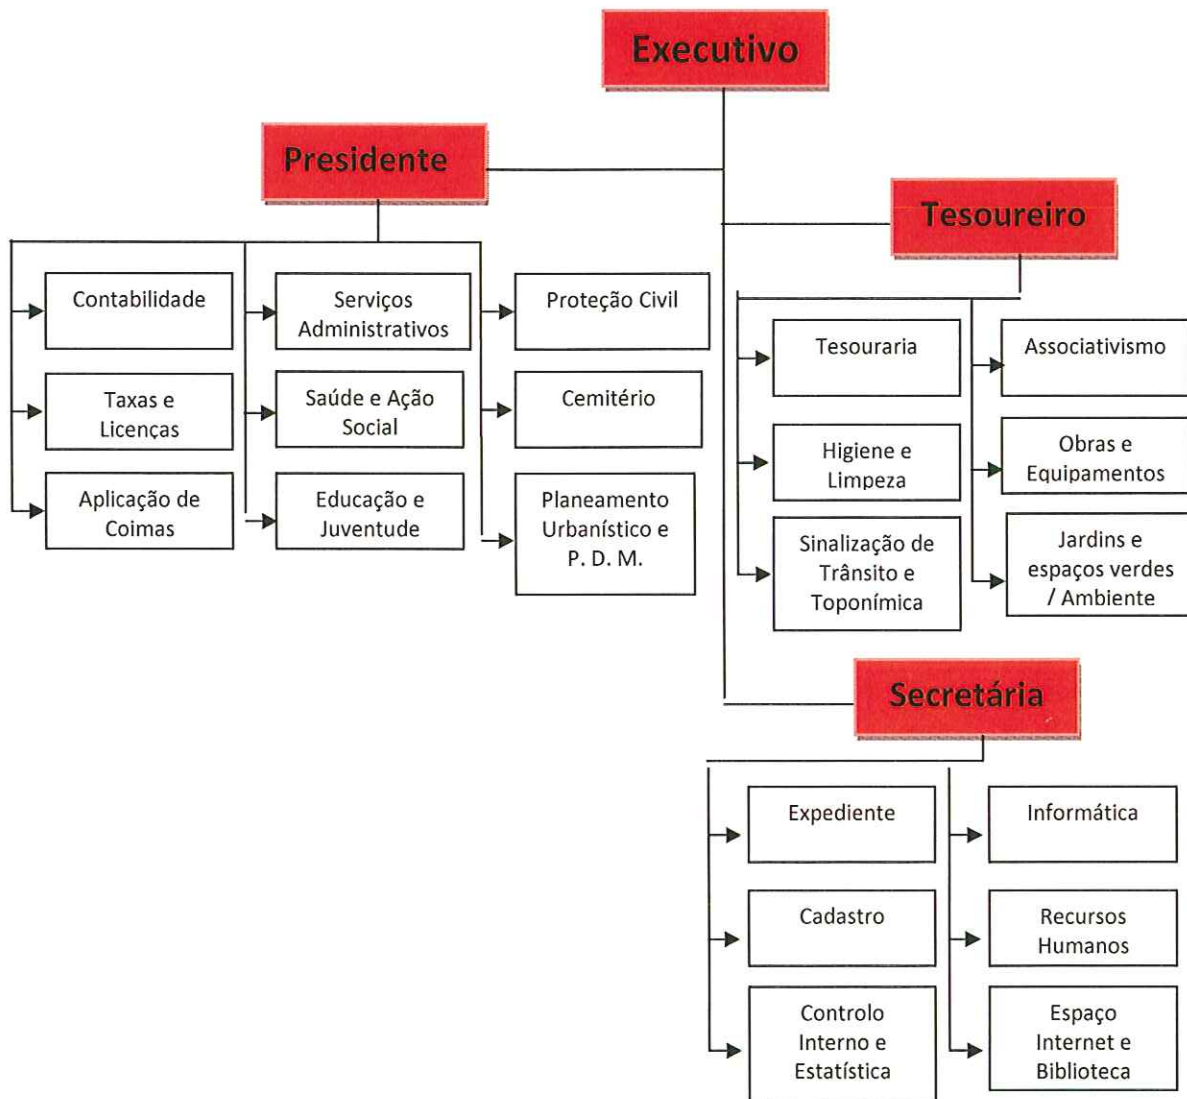 Executivo
Presidente
Contabilidade
Taxas e
Licenças
Aplicação de
Coimas
Serviços
Administrativos
Saúde e Ação
Social
Educação e
Juventude
Proteção Civil
Cemitério
Planeamento
Urbanístico e
P. D. M.
Tesoureiro
Tesouraria
Higiene e
Limpeza
Sinalização de
Trânsito e
Toponímica
Associativismo
Obras e
Equipamentos
Jardins e
espaços verdes
/ Ambiente
Secretária
Expediente
Cadastro
Controlo
Interno e
Estatística
Informática
Recursos
Humanos
Espaço
Internet e
Biblioteca